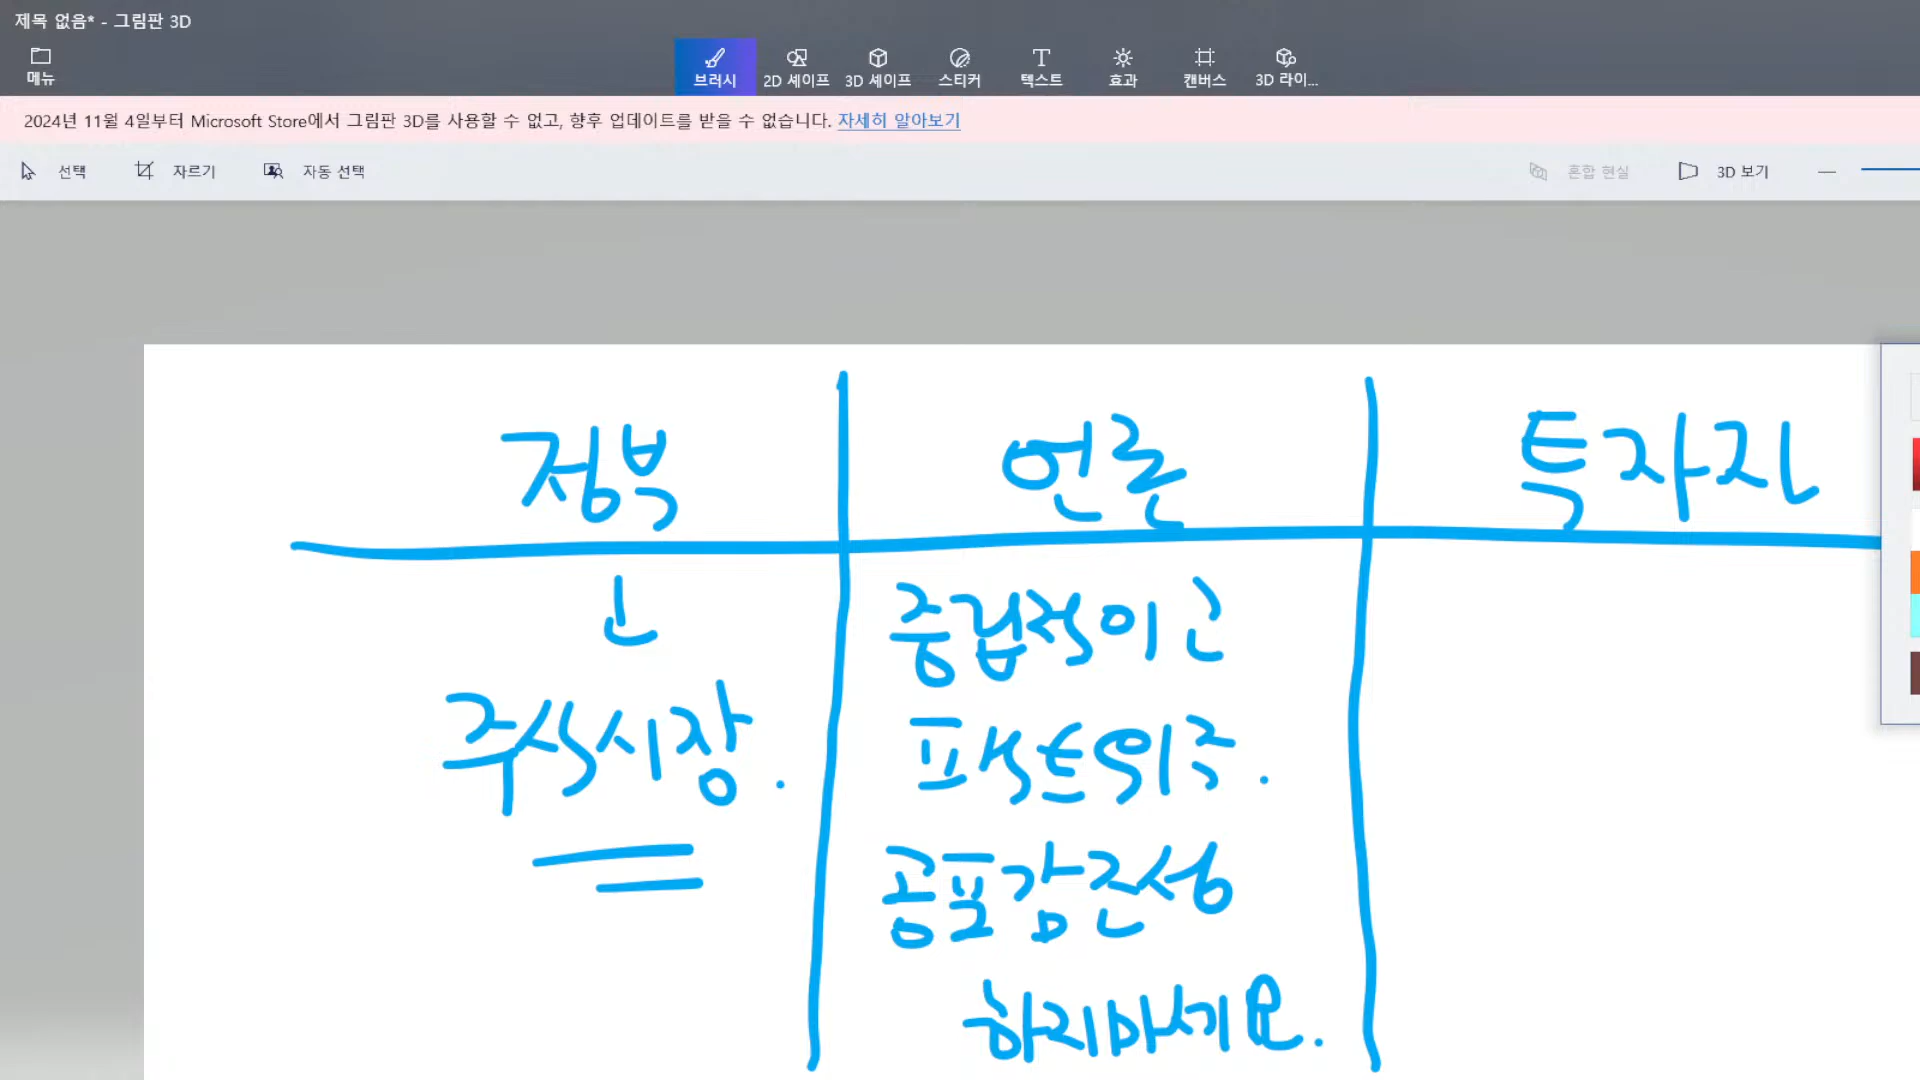 제목 없음* - 그림판 3D
메뉴
브러시
2D 셰이프
3D 셰이프
스티커
텍스트
효과
캔버스
3D 라이...
2024년 11월 4일부터 Microsoft Store에서 그림판 3D를 사용할 수 없고, 향후 업데이트를 받을 수 없습니다. 자세히 알아보기
선택
자르기
자동 선택
혼합 현실
3D 보기
정부
언론
투자자
주식시장.
중립적이고
팩트위주.
공포감 조성
하지마세요.